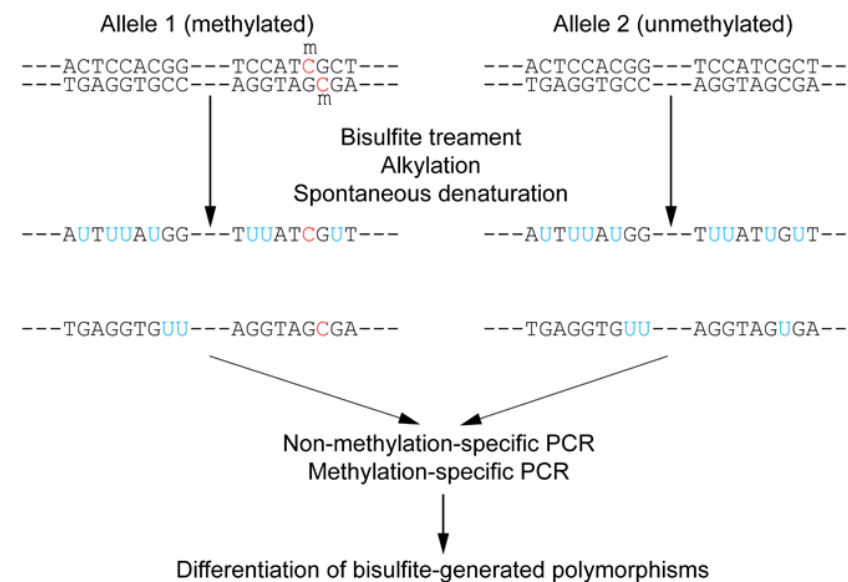 Allele 1 (methylated) Allele 2 (unmethylated)
m
---ACTCCACGG---TCCATCGCT--- ---ACTCCACGG---TCCATCGCT---
---TGAGGTGCC---AGGTAGCGA--- ---TGAGGTGCC---AGGTAGCGA---
m
Bisulfite treament
Alkylation
Spontaneous denaturation
---AUTUUAUGG---TUUATCGUT--- ---AUTUUAUGG---TUUATUGUT---
---TGAGGTGUU---AGGTAGCGA--- ---TGAGGTGUU---AGGTAGUGA--
Non-methylation-specific PCR
Methylation-specific PCR
Differentiation of bisulfite-generated polymorphisms